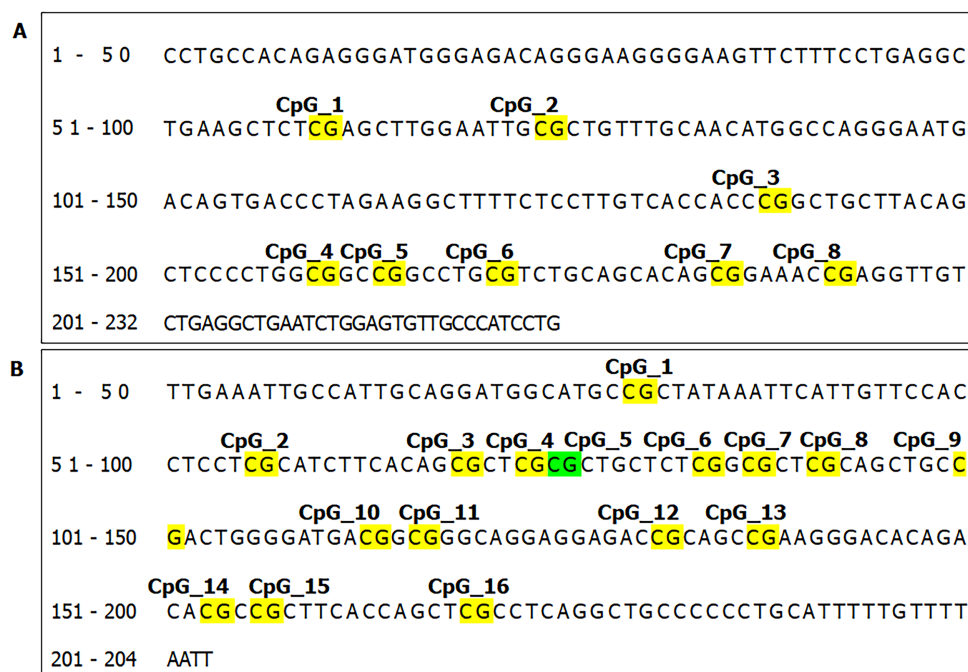 A
1 - 50 CCTGCCACAGAGGGATGGGAGACAGGGAAGGGGAAGTTCTTTCCTGAGGC
CpG_1 CpG_2
51-100 TGAAGCTCTCGAGCTTGGAATTGCGCTGTTTGCAACATGGCCAGGGAATG
CpG_3
101-150 ACAGTGACCCTAGAAGGCTTTTCTCCTTGTCACCACCCGGCTGCTTACAG
CpG_4 CpG_5 CpG_6 CpG_7 CpG_8
151-200 CTCCCCTGGCGGCCGGCCTGCGTCTGCAGCACAGCGGAAACCGAGGTTGT
201-232 CTGAGGCTGAATCTGGAGTGTTGCCCATCCTG
B
CpG_1
1 - 50 TTGAAATTGCCATTGCAGGATGGCATGCCGCTATAAATTCATTGTTCCAC
CpG_2 CpG_3 CpG_4 CpG_5 CpG_6 CpG_7 CpG_8 CpG_9
51-100 CTCCTCGCATCTTCACAGCGCTCGCGCTGCTCTCGGCGCTCGCAGCTGCC
CpG_10 CpG_11 CpG_12 CpG_13
101-150 GACTGGGGATGACGGCGGGCAGGAGGAGACCGCAGCCGAAGGGACACAGA
CpG_14 CpG_15 CpG_16
151-200 CACGCCGCTTCACCAGCTCGCCTCAGGCTGCCCCCCTGCATTTTTGTTTT
201-204 AATT